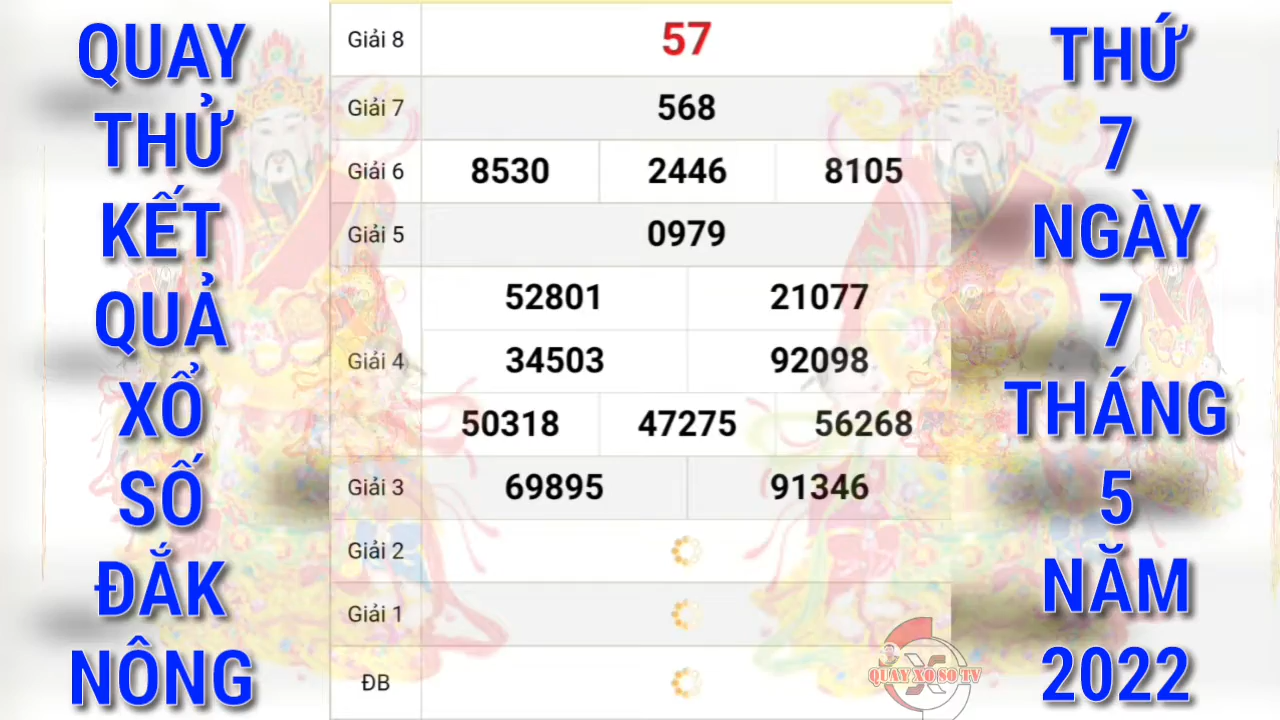 QUAY
THỬ
KẾT
QUẢ
XỔ
SỐ
ĐẮK
NÔNG
Giải 8 57
Giải 7 568
Giải 6 8530 2446 8105
Giải 5 0979
52801 21077
Giải 4 34503 92098
50318 47275 56268
Giải 3 69895 91346
Giải 2
Giải 1
ĐB
QUAY XO SO TV
THỨ
7
NGÀY
7
THÁNG
5
NĂM
2022